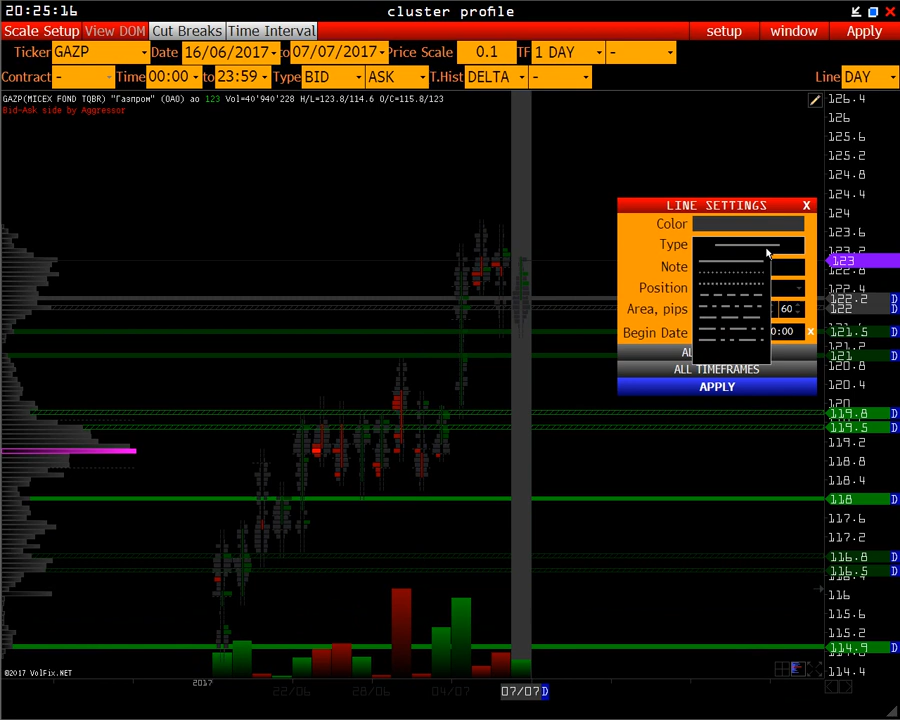 20:25:16 cluster profile
Scale Setup View DOM Cut Breaks Time Interval setup window Apply
Ticker GAZP Date 16/06/2017 to 07/07/2017 Price Scale 0.1 TF 1 DAY -
Contract - Time 00:00 to 23:59 Type BID ASK T.Hist DELTA - Line DAY
GAZP(MICEX FOND TQBR) "Газпром" (ОАО) ао 123 Vol=40'940'228 H/L=123.8/114.6 O/C=115.8/123
Bid-Ask side by Aggressor
126.4
126
125.6
125.2
124.8
124.4
124
123.6
123.2
123
122.8
122.4
122.2 D
122 D
121.5 D
121.2
121 D
120.8
120.4
120
119.8 D
119.5 D
119.2
118.8
118.4
118 D
117.6
117.2
116.8 D
116.5 D
116.4
116
115.6
115.2
114.9 D
114.4
LINE SETTINGS X
Color
Type
Note
Position
Area, pips 60
Begin Date 0:00 x
AL
ALL TIMEFRAMES
APPLY
©2017 VolFix.NET
2017
22/06 28/06 04/07 07/07 D